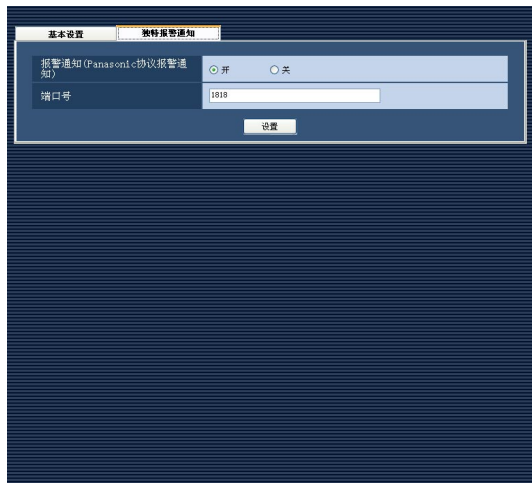 基本设置
独特报警通知
报警通知(Panasonic协议报警通
知)
开
关
端口号
1818
设置